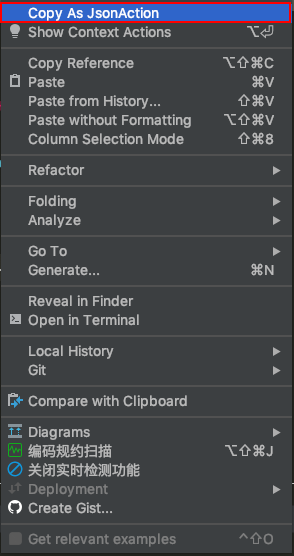 Copy As JsonAction
Show Context Actions ⌥⏎
Copy Reference ⌥⇧⌘C
Paste ⌘V
Paste from History... ⇧⌘V
Paste without Formatting ⌥⇧⌘V
Column Selection Mode ⇧⌘8
Refactor
Folding
Analyze
Go To
Generate... ⌘N
Reveal in Finder
Open in Terminal
Local History
Git
Compare with Clipboard
Diagrams
编码规约扫描 ⌥⇧⌘J
关闭实时检测功能
Deployment
Create Gist...
Get relevant examples ^⇧O